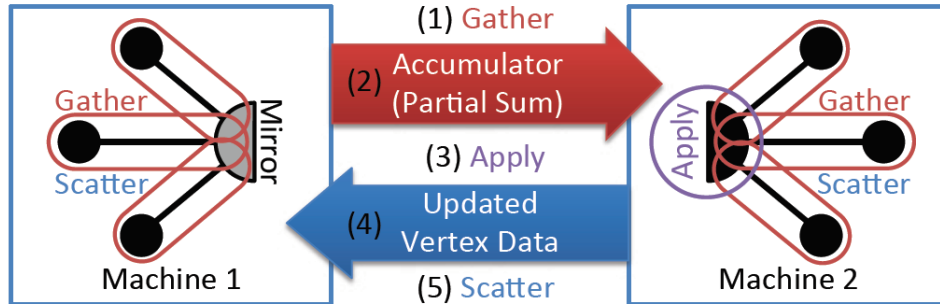 (1) Gather
Gather
Scatter
Mirror
Machine 1
(2) Accumulator
(Partial Sum)
(3) Apply
(4) Updated
Vertex Data
(5) Scatter
Apply
Gather
Scatter
Machine 2